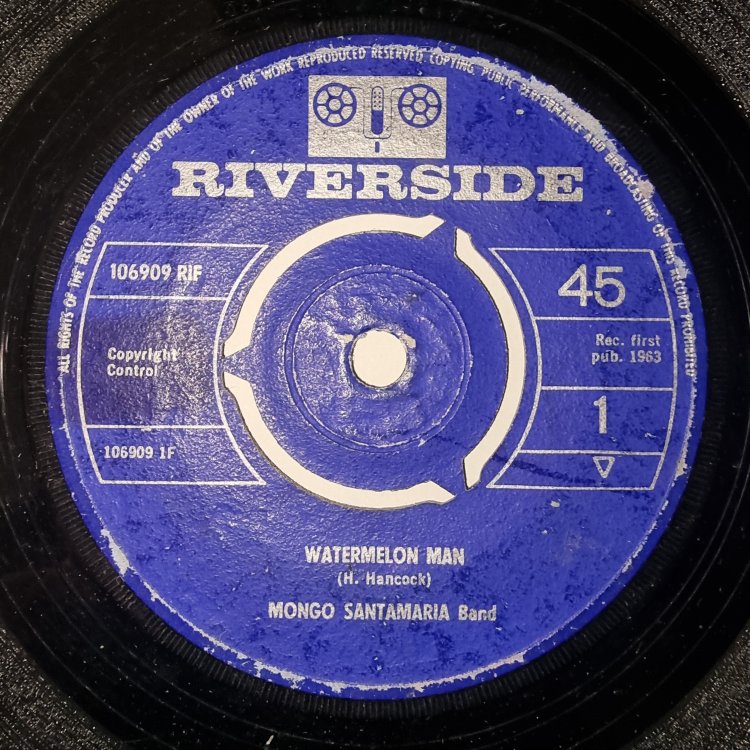 ALL RIGHTS OF THE RECORD PRODUCER AND OF THE OWNER OF THE WORK REPRODUCED RESERVED. COPYING, PUBLIC PERFORMANCE AND BROADCASTING OF THIS RECORD PROHIBITED
RIVERSIDE
106909 RIF
45
Copyright
Control
Rec. first
pub. 1963
106909 1F
1
WATERMELON MAN
(H. Hancock)
MONGO SANTAMARIA Band